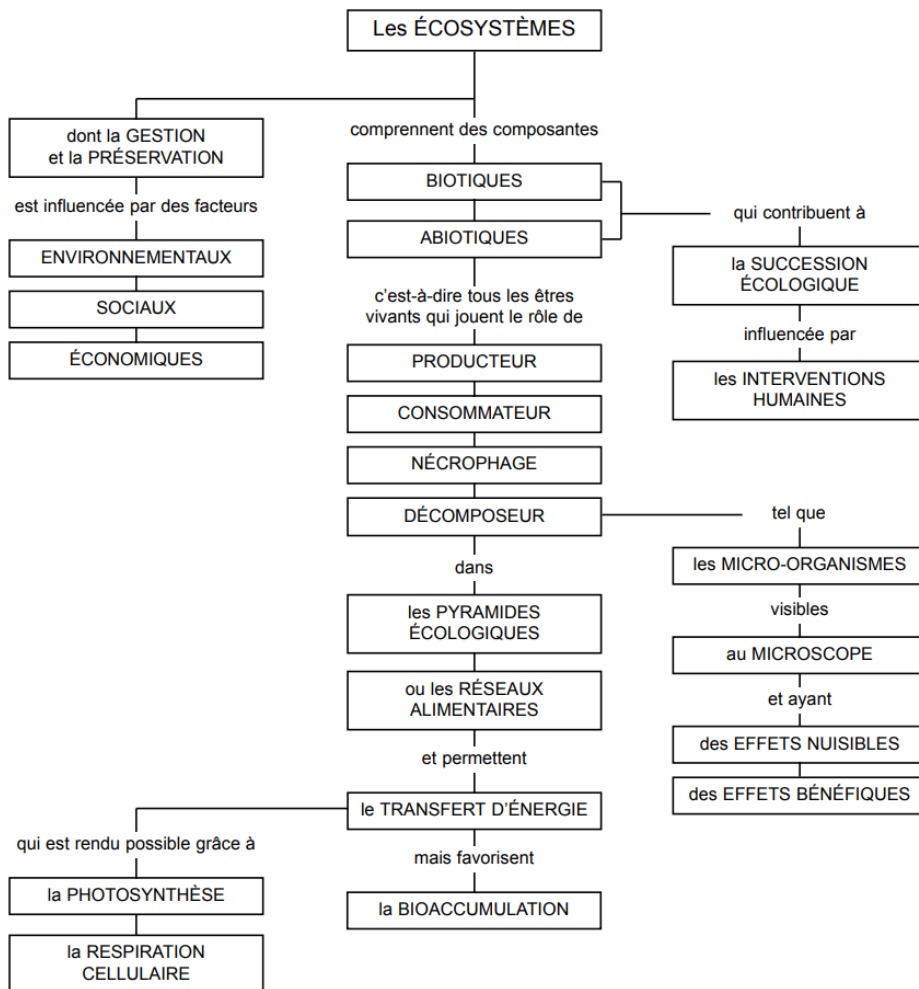 Les ÉCOSYSTÈMES
dont la GESTION
et la PRÉSERVATION
est influencée par des facteurs
ENVIRONNEMENTAUX
SOCIAUX
ÉCONOMIQUES
comprennent des composantes
BIOTIQUES
ABIOTIQUES
qui contribuent à
la SUCCESSION
ÉCOLOGIQUE
influencée par
les INTERVENTIONS
HUMAINES
c'est-à-dire tous les êtres
vivants qui jouent le rôle de
PRODUCTEUR
CONSOMMATEUR
NÉCROPHAGE
DÉCOMPOSEUR
tel que
les MICRO-ORGANISMES
visibles
au MICROSCOPE
et ayant
des EFFETS NUISIBLES
des EFFETS BÉNÉFIQUES
dans
les PYRAMIDES
ÉCOLOGIQUES
ou les RÉSEAUX
ALIMENTAIRES
et permettent
le TRANSFERT D'ÉNERGIE
qui est rendu possible grâce à
la PHOTOSYNTHÈSE
la RESPIRATION
CELLULAIRE
mais favorisent
la BIOACCUMULATION